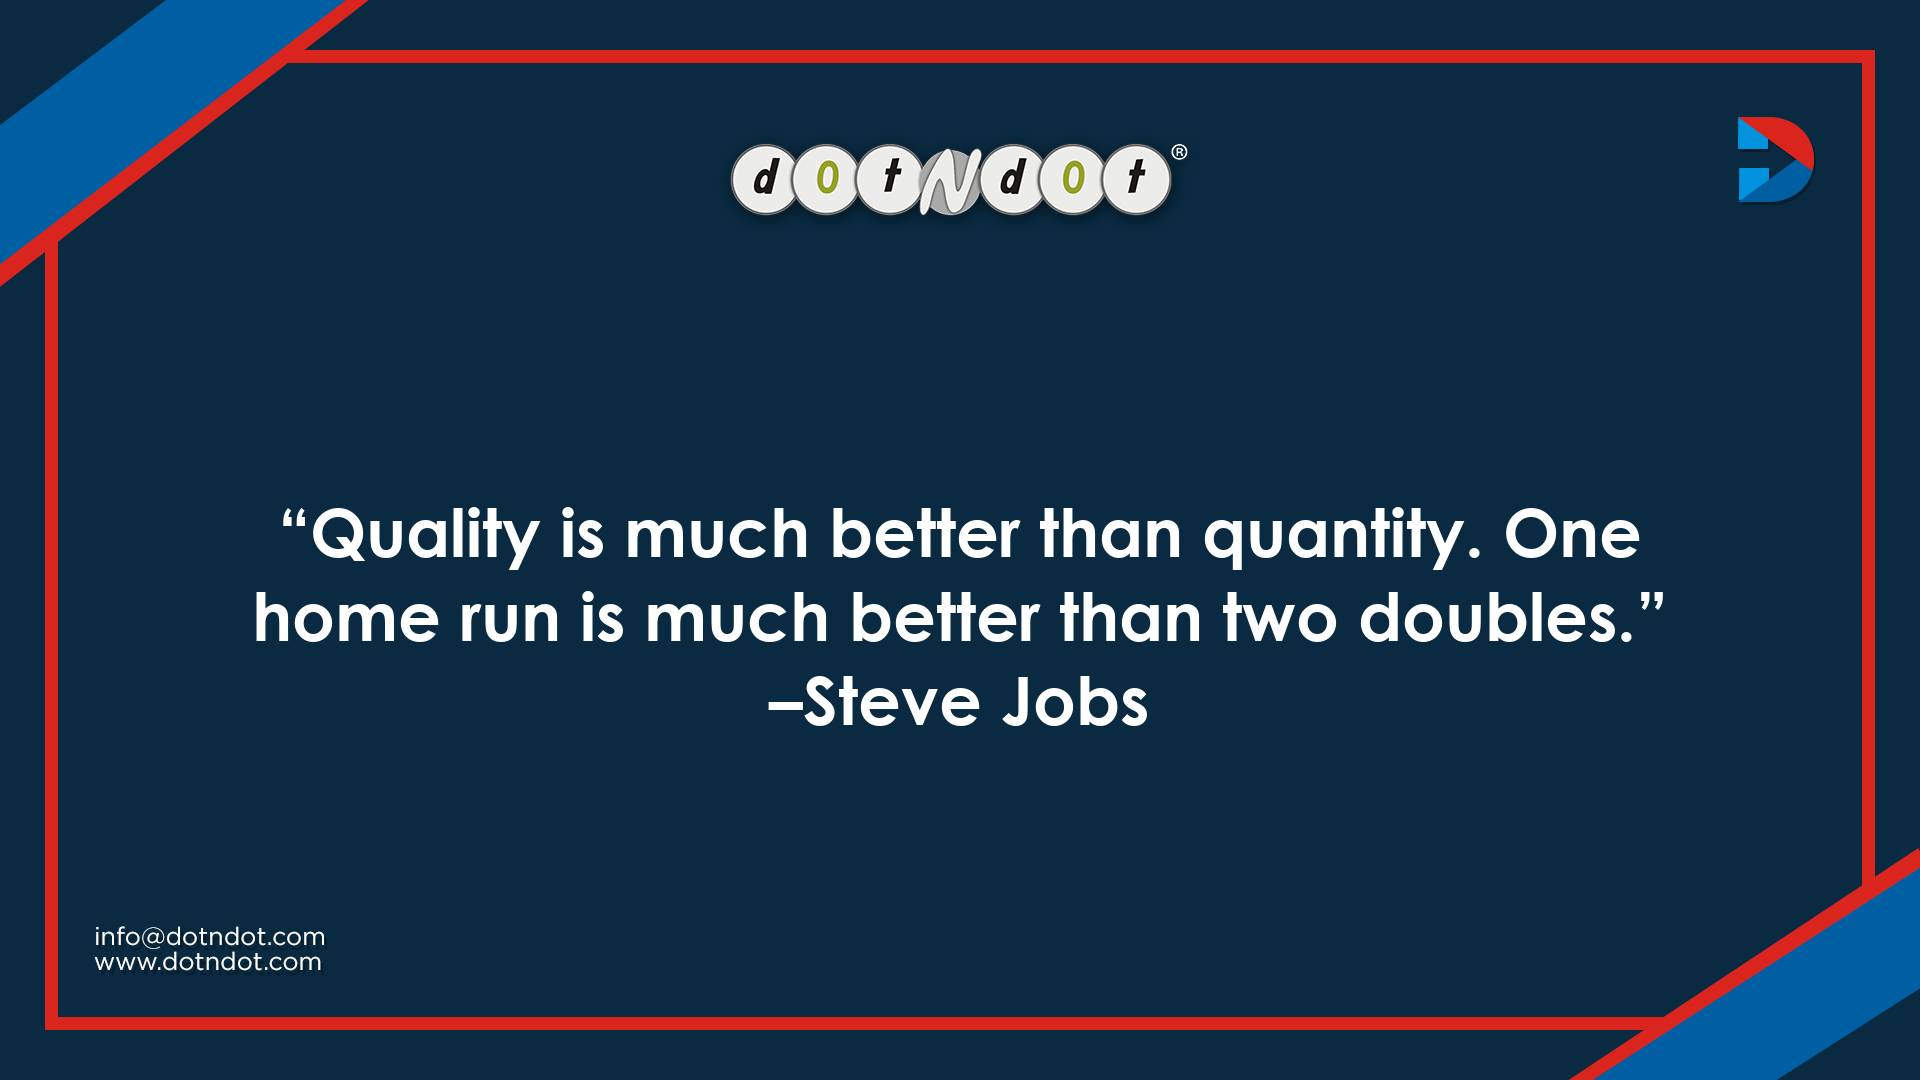 dotNdot®
“Quality is much better than quantity. One
home run is much better than two doubles.”
–Steve Jobs
info@dotndot.com
www.dotndot.com